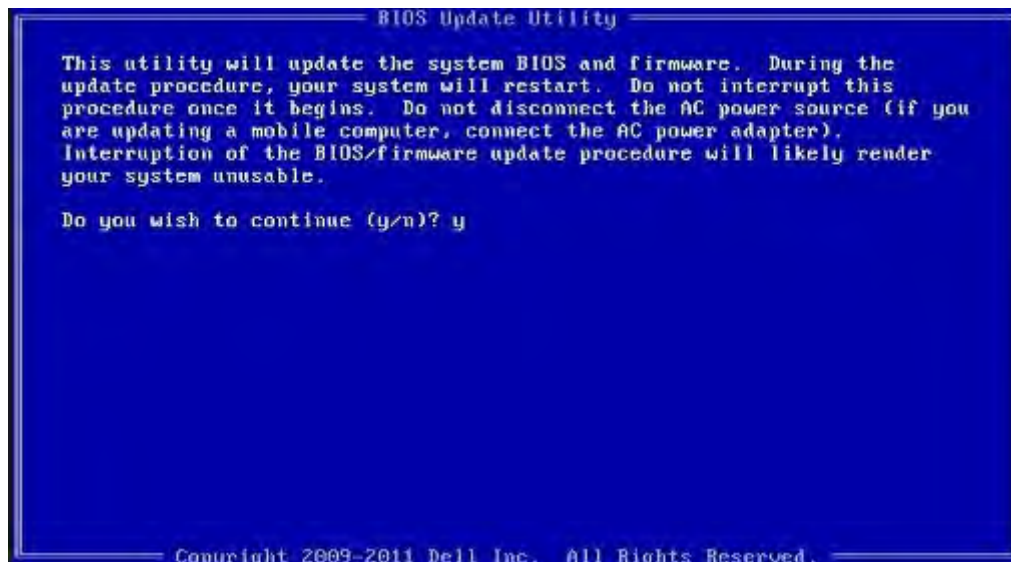 BIOS Update Utility
This utility will update the system BIOS and firmware.  During the
update procedure, your system will restart.  Do not interrupt this
procedure once it begins.  Do not disconnect the AC power source (if you
are updating a mobile computer, connect the AC power adapter).
Interruption of the BIOS/firmware update procedure will likely render
your system unusable.
Do you wish to continue (y/n)? y
Copyright 2009-2011 Dell Inc.  All Rights Reserved.